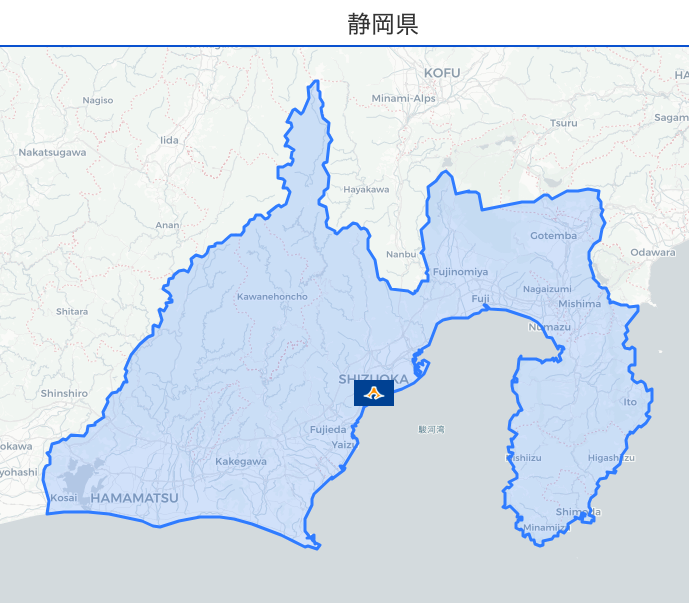 静岡県
KOFU
HA
Nagiso
Minami-Alps
Sagam
Iida
Tsuru
Nakatsugawa
Hayakawa
Anan
Gotemba
Odawara
Nanbu
Fujinomiya
Nagaizumi
Kawanehoncho
Fuji
Mishima
Shitara
Numazu
SHIZUOKA
Shinshiro
Ito
Fujieda
駿河湾
okawa
Yaizu
Kakegawa
Higashizu
yohashi
Kosai
HAMAMATSU
Shimoda
Minamiizu